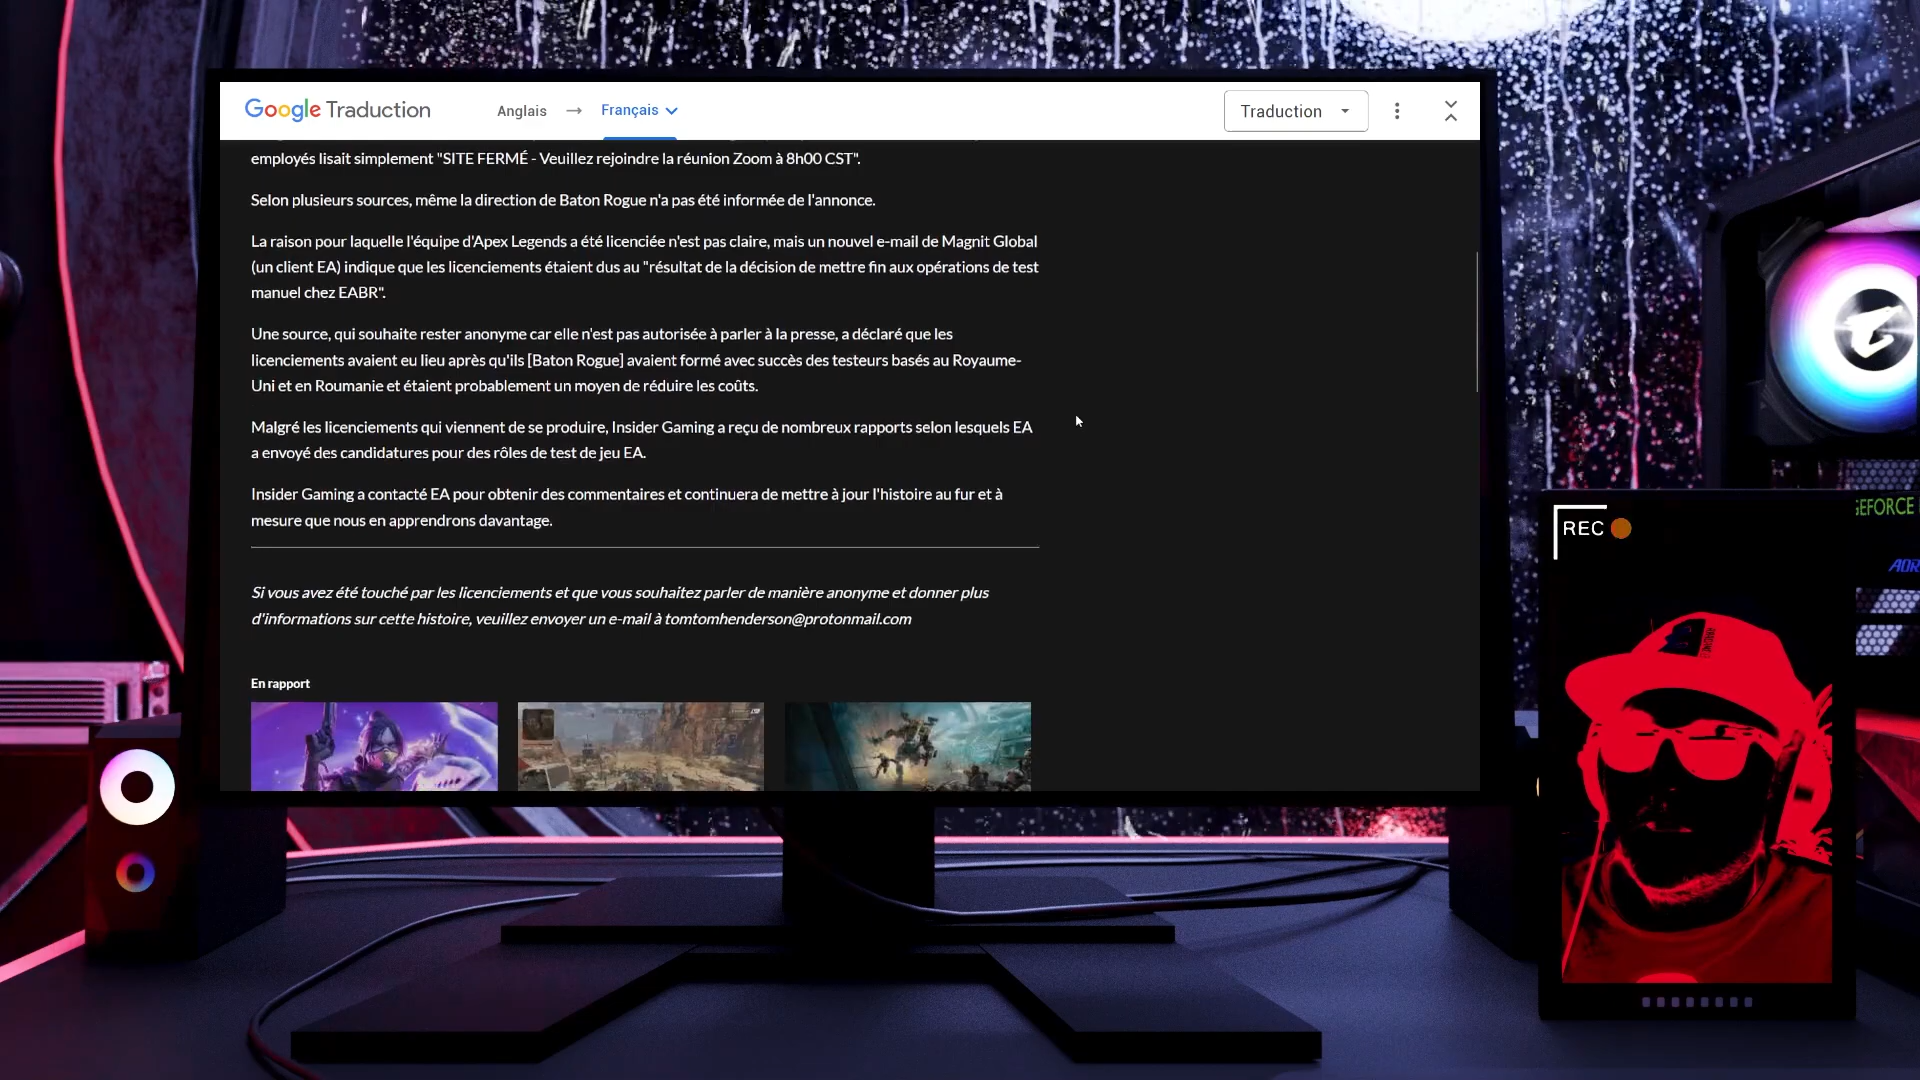 Google Traduction
Anglais → Français
Traduction
employés lisait simplement "SITE FERMÉ - Veuillez rejoindre la réunion Zoom à 8h00 CST".
Selon plusieurs sources, même la direction de Baton Rogue n'a pas été informée de l'annonce.
La raison pour laquelle l'équipe d'Apex Legends a été licenciée n'est pas claire, mais un nouvel e-mail de Magnit Global
(un client EA) indique que les licenciements étaient dus au "résultat de la décision de mettre fin aux opérations de test
manuel chez EABR".
Une source, qui souhaite rester anonyme car elle n'est pas autorisée à parler à la presse, a déclaré que les
licenciements avaient eu lieu après qu'ils [Baton Rogue] avaient formé avec succès des testeurs basés au Royaume-
Uni et en Roumanie et étaient probablement un moyen de réduire les coûts.
Malgré les licenciements qui viennent de se produire, Insider Gaming a reçu de nombreux rapports selon lesquels EA
a envoyé des candidatures pour des rôles de test de jeu EA.
Insider Gaming a contacté EA pour obtenir des commentaires et continuera de mettre à jour l'histoire au fur et à
mesure que nous en apprendrons davantage.
Si vous avez été touché par les licenciements et que vous souhaitez parler de manière anonyme et donner plus
d'informations sur cette histoire, veuillez envoyer un e-mail à tomtomhenderson@protonmail.com
En rapport
GEFORCE
REC
AOR